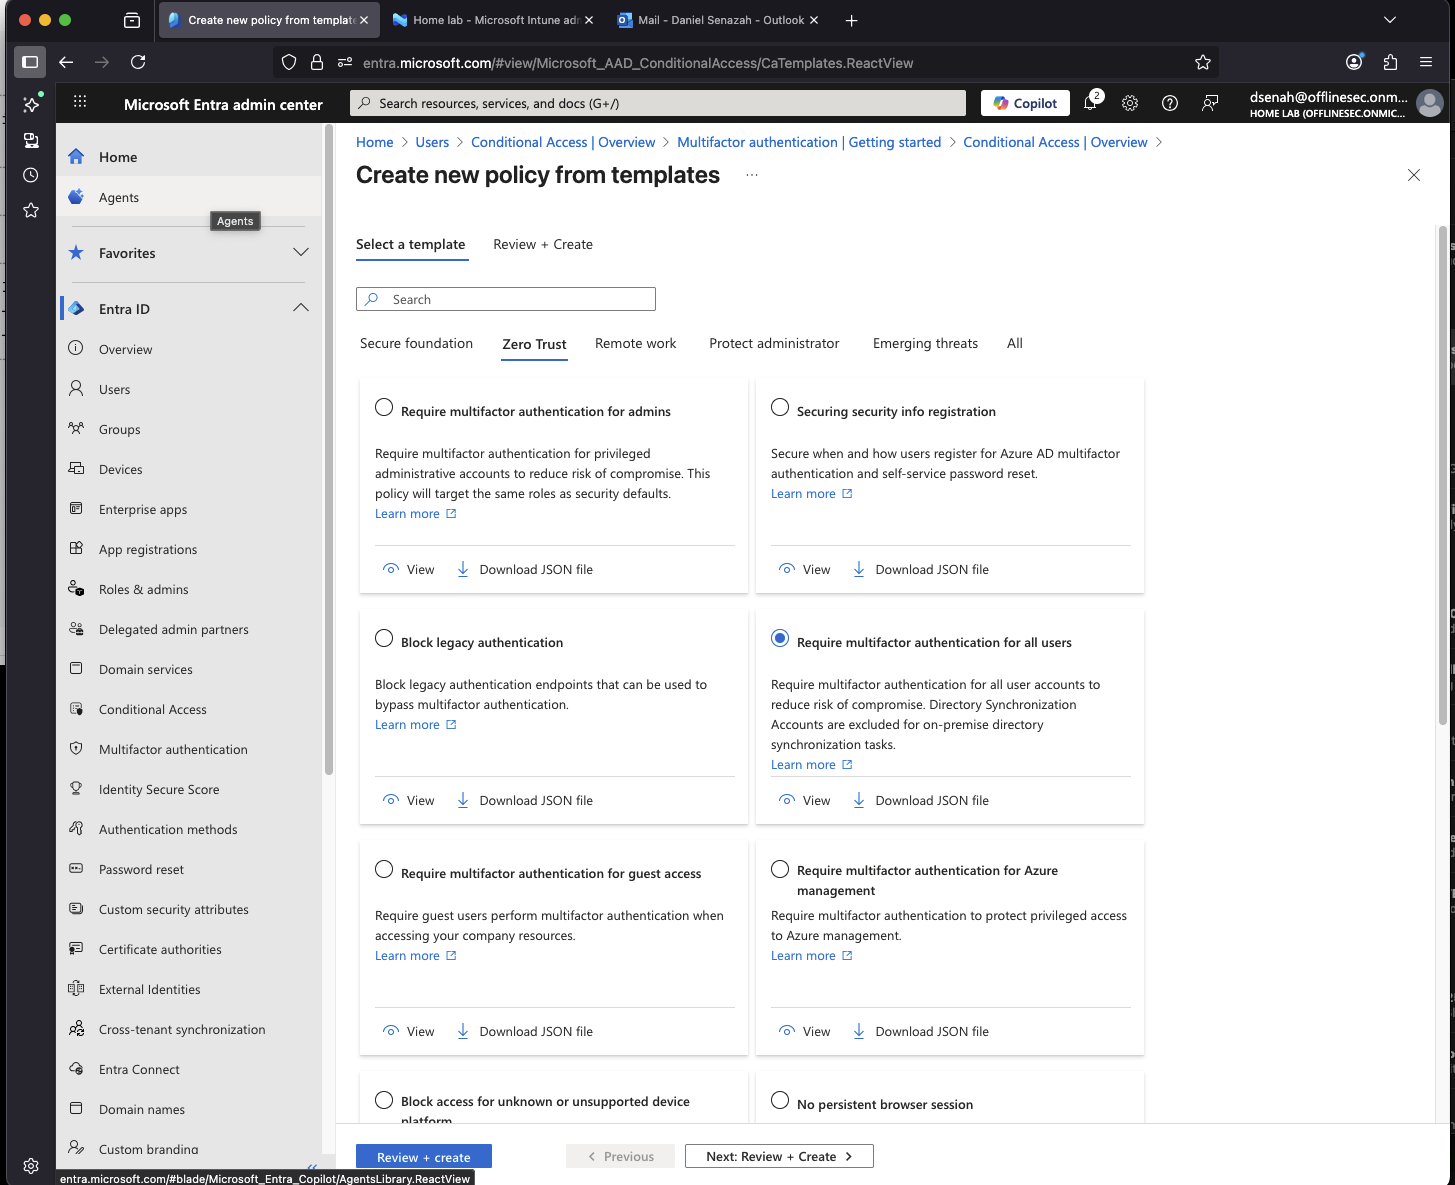 Create new policy from template
Home lab - Microsoft Intune adm
Mail - Daniel Senazah - Outlook
entra.microsoft.com/#view/Microsoft_AAD_ConditionalAccess/CaTemplates.ReactView
Microsoft Entra admin center
Search resources, services, and docs (G+/)
Copilot
2
dsenah@offlinesec.onm...
HOME LAB (OFFLINESEC.ONMIC...
Home
Agents
Agents
Favorites
Entra ID
Overview
Users
Groups
Devices
Enterprise apps
App registrations
Roles & admins
Delegated admin partners
Domain services
Conditional Access
Multifactor authentication
Identity Secure Score
Authentication methods
Password reset
Custom security attributes
Certificate authorities
External Identities
Cross-tenant synchronization
Entra Connect
Domain names
Custom branding
Home > Users > Conditional Access | Overview > Multifactor authentication | Getting started > Conditional Access | Overview >
Create new policy from templates ...
Select a template
Review + Create
Search
Secure foundation
Zero Trust
Remote work
Protect administrator
Emerging threats
All
Require multifactor authentication for admins
Require multifactor authentication for privileged
administrative accounts to reduce risk of compromise. This
policy will target the same roles as security defaults.
Learn more
View
Download JSON file
Securing security info registration
Secure when and how users register for Azure AD multifactor
authentication and self-service password reset.
Learn more
View
Download JSON file
Block legacy authentication
Block legacy authentication endpoints that can be used to
bypass multifactor authentication.
Learn more
View
Download JSON file
Require multifactor authentication for all users
Require multifactor authentication for all user accounts to
reduce risk of compromise. Directory Synchronization
Accounts are excluded for on-premise directory
synchronization tasks.
Learn more
View
Download JSON file
Require multifactor authentication for guest access
Require guest users perform multifactor authentication when
accessing your company resources.
Learn more
View
Download JSON file
Require multifactor authentication for Azure
management
Require multifactor authentication to protect privileged access
to Azure management.
Learn more
View
Download JSON file
Block access for unknown or unsupported device
platform
No persistent browser session
Review + create
< Previous
Next: Review + Create >
entra.microsoft.com/#blade/Microsoft_Entra_Copilot/AgentsLibrary.ReactView